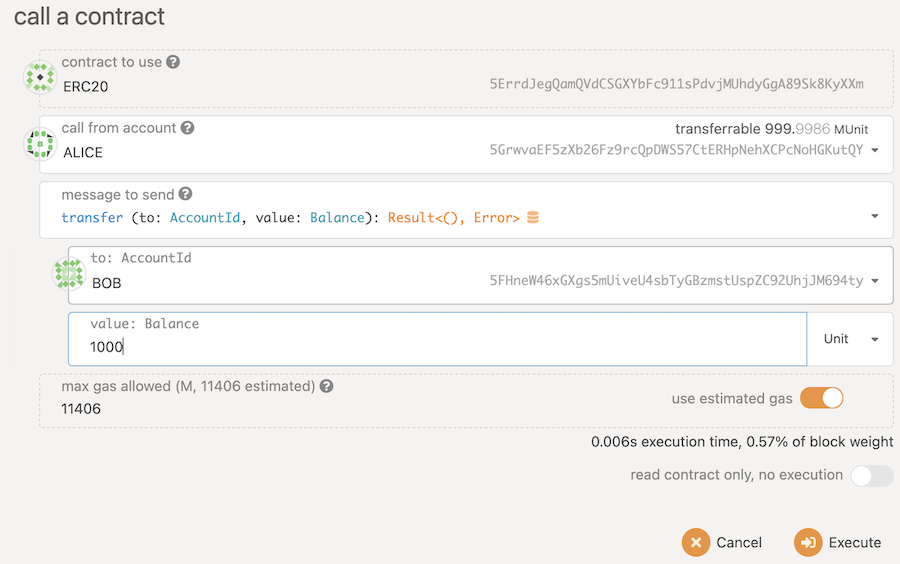 call a contract
contract to use ?
ERC20
5ErrdJegQamQVdCSGXYbFc911sPdvjMUhdyGgA89Sk8KyXXm
call from account ?
transferrable 999.9986 MUnit
ALICE
5GrwvaEF5zXb26Fz9rcQpDWS57CtERHpNehXCPcNoHGKutQY
message to send ?
transfer (to: AccountId, value: Balance): Result<(), Error>
to: AccountId
BOB
5FHneW46xGXgs5mUiveU4sbTyGBzmstUspZC92UhjJM694ty
value: Balance
1000
Unit
max gas allowed (M, 11406 estimated) ?
11406
use estimated gas
0.006s execution time, 0.57% of block weight
read contract only, no execution
Cancel
Execute